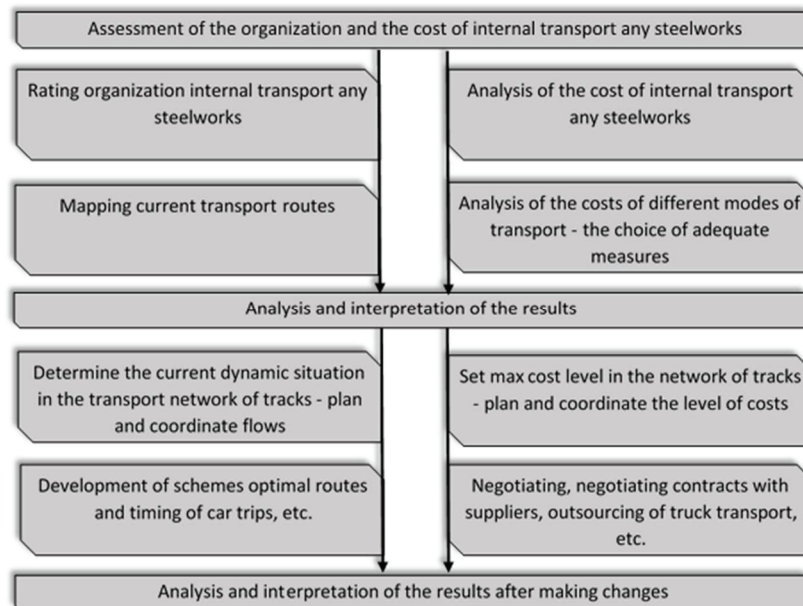 Assessment of the organization and the cost of internal transport any steelworks
Rating organization internal transport any
steelworks
Analysis of the cost of internal transport
any steelworks
Mapping current transport routes
Analysis of the costs of different modes of
transport - the choice of adequate
measures
Analysis and interpretation of the results
Determine the current dynamic situation
in the transport network of tracks - plan
and coordinate flows
Set max cost level in the network of tracks
- plan and coordinate the level of costs
Development of schemes optimal routes
and timing of car trips, etc.
Negotiating, negotiating contracts with
suppliers, outsourcing of truck transport,
etc.
Analysis and interpretation of the results after making changes